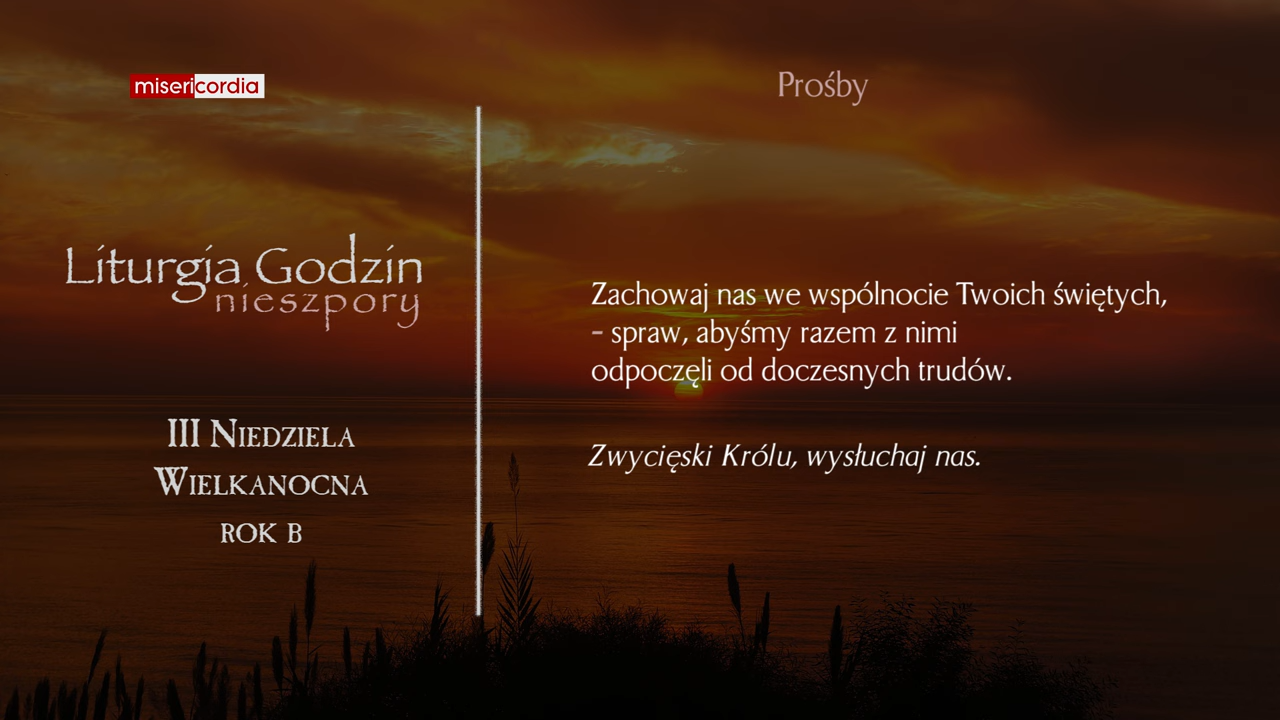 misericordia
Prośby
Liturgia Godzin
nieszpory
III Niedziela
Wielkanocna
rok B
Zachowaj nas we wspólnocie Twoich świętych,
- spraw, abyśmy razem z nimi
odpoczęli od doczesnych trudów.
Zwycięski Królu, wysłuchaj nas.